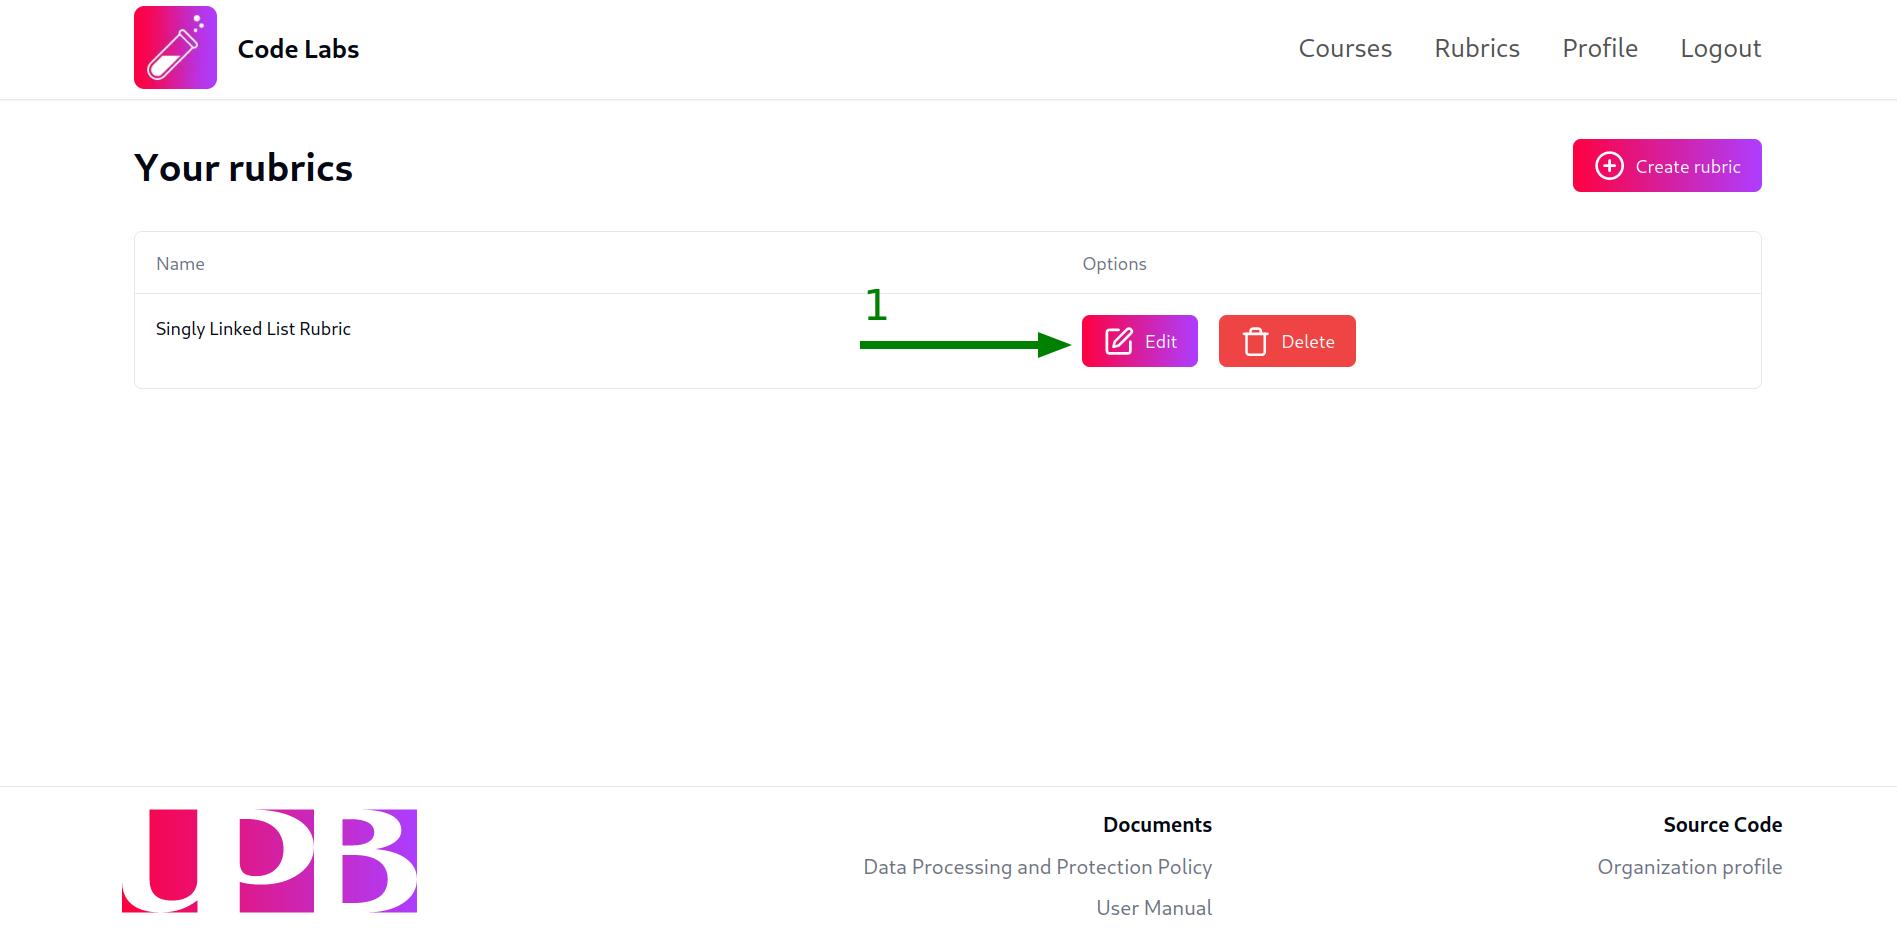 Code Labs
Courses Rubrics Profile Logout
Your rubrics
Create rubric
Name Options
1
Singly Linked List Rubric
Edit Delete
UPB
Documents Source Code
Data Processing and Protection Policy Organization profile
User Manual